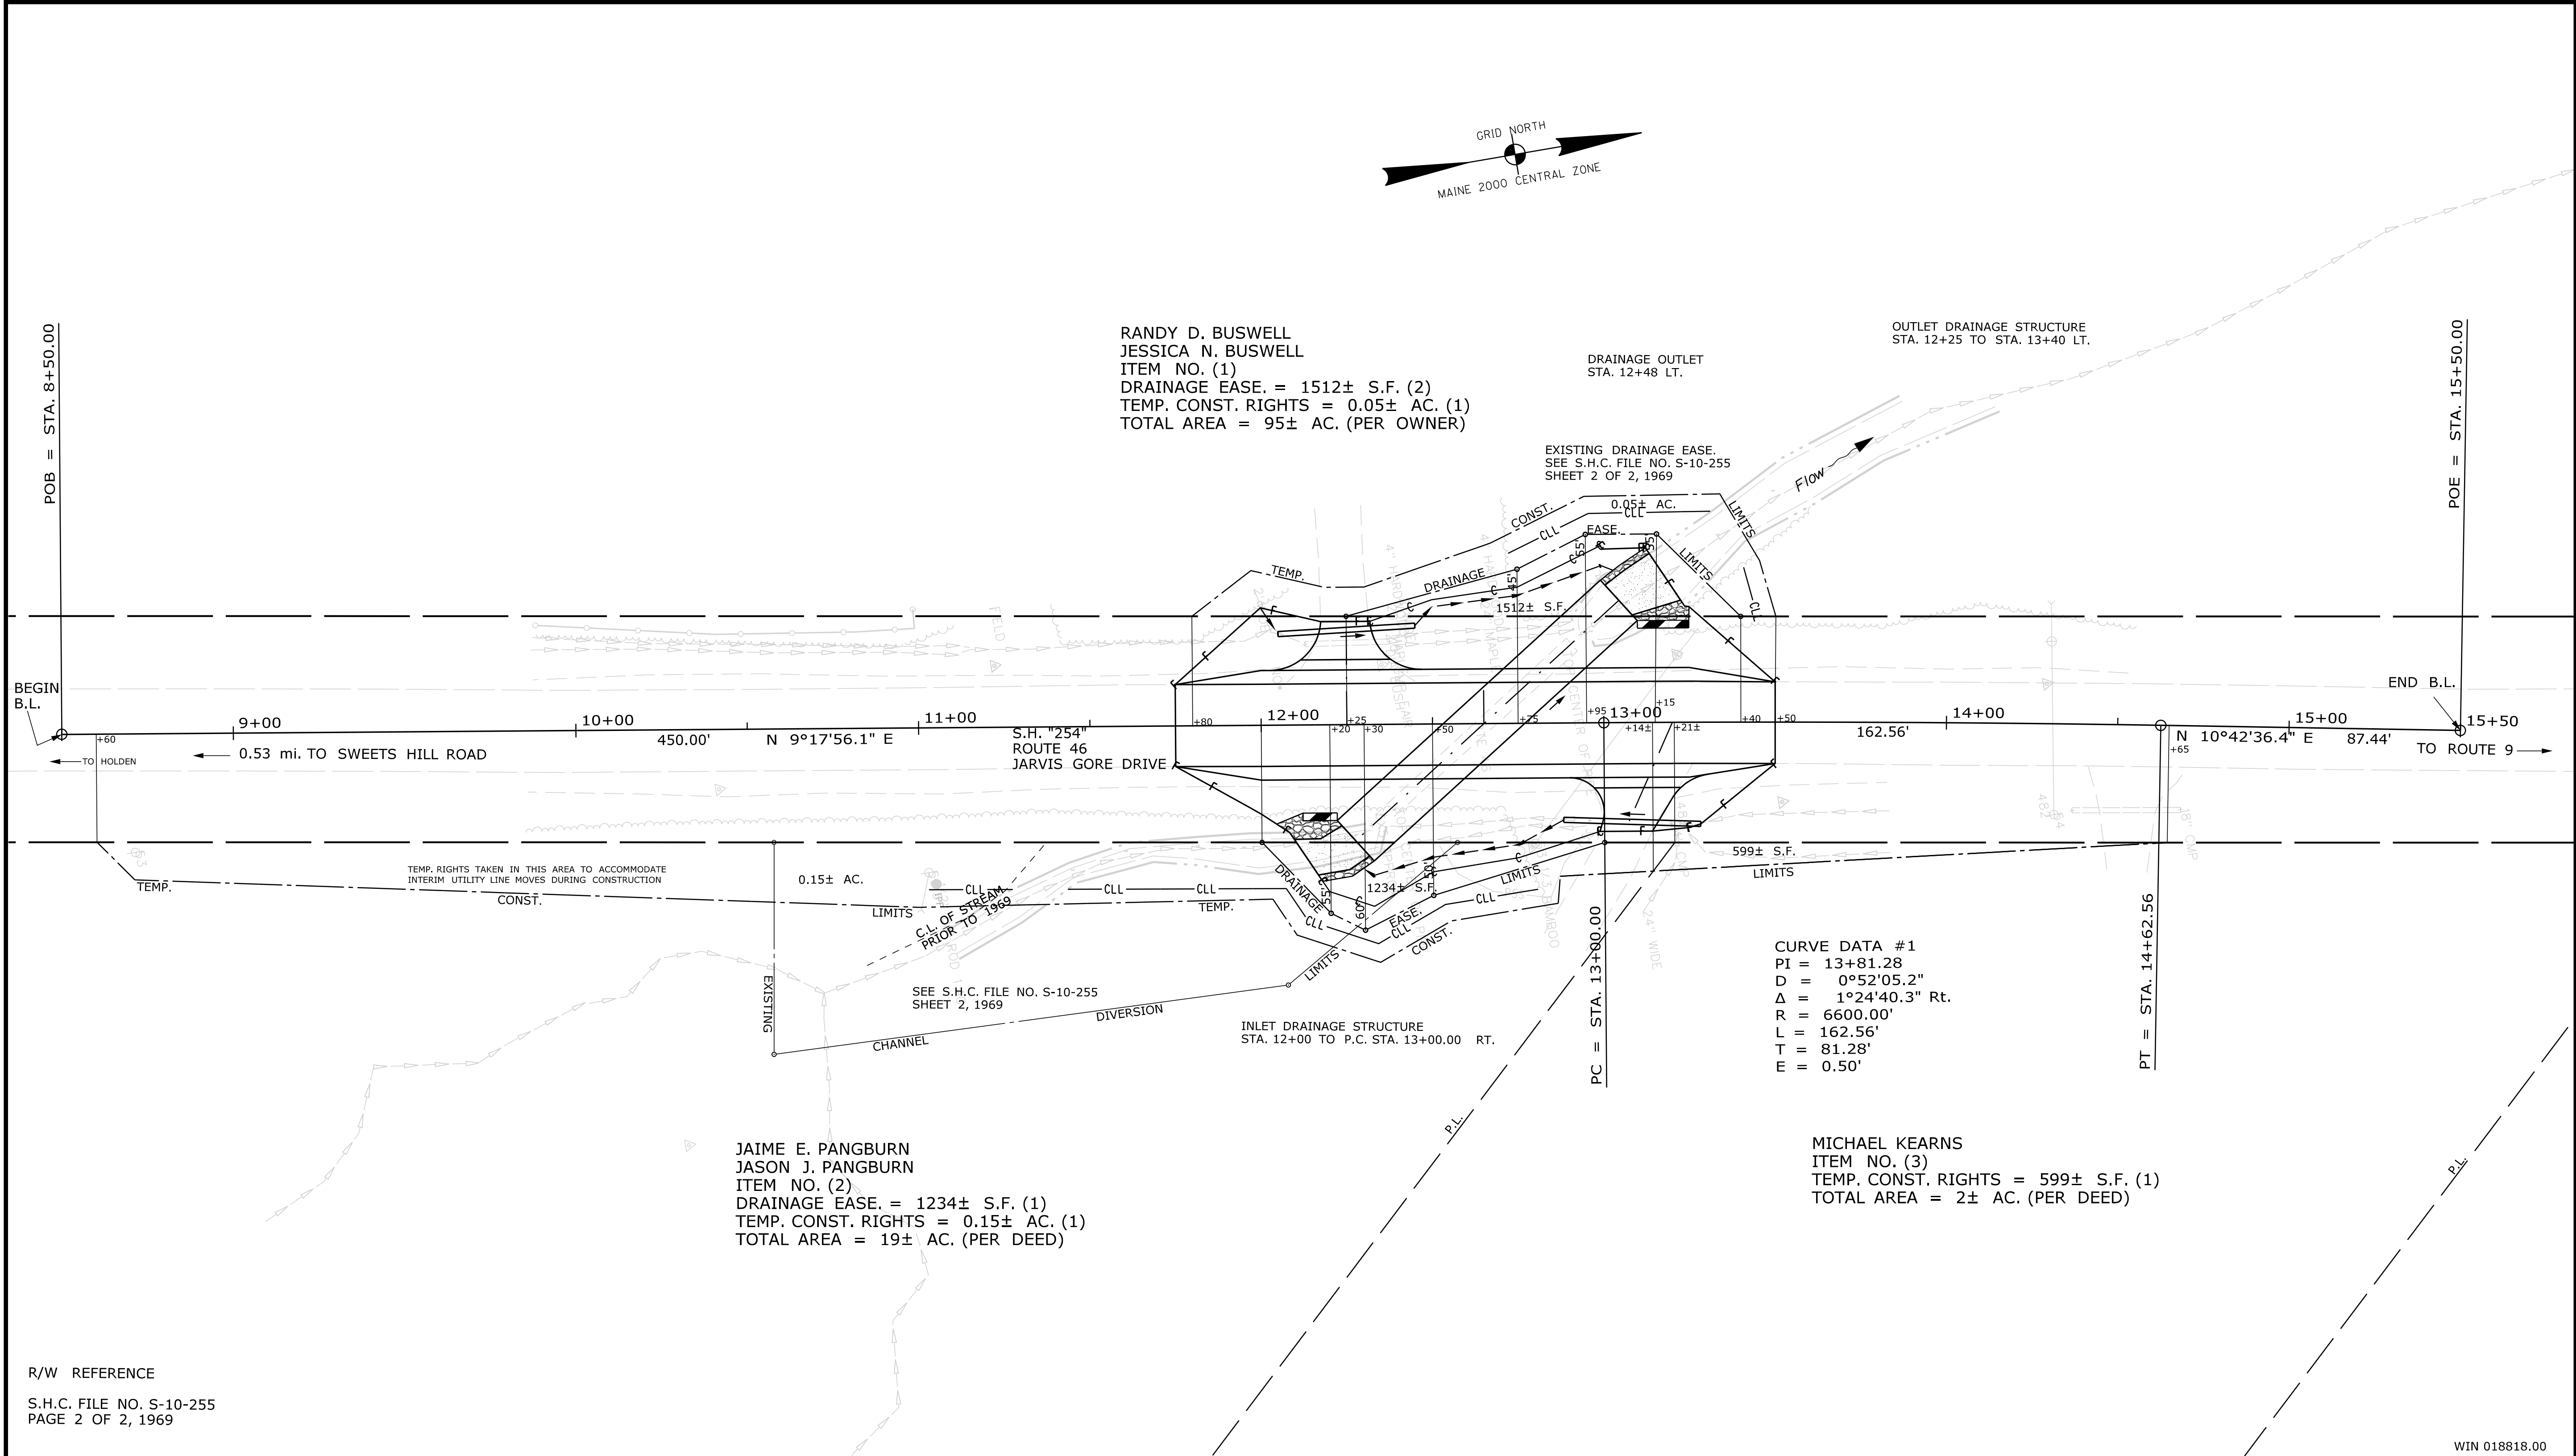 GRID NORTH
MAINE 2000 CENTRAL ZONE
POB = STA. 8+50.00
RANDY D. BUSWELL
JESSICA N. BUSWELL
ITEM NO. (1)
DRAINAGE EASE. = 1512± S.F. (2)
TEMP. CONST. RIGHTS = 0.05± AC. (1)
TOTAL AREA = 95± AC. (PER OWNER)
DRAINAGE OUTLET
STA. 12+48 LT.
OUTLET DRAINAGE STRUCTURE
STA. 12+25 TO STA. 13+40 LT.
POE = STA. 15+50.00
EXISTING DRAINAGE EASE.
SEE S.H.C. FILE NO. S-10-255
SHEET 2 OF 2, 1969
Flow
CONST.
0.05± AC.
CLL
CLL
LIMITS
EASE.
55'
55'
LIMITS
TEMP.
DRAINAGE
45'
C
C
C
1512± S.F.
CLL
FIELD
BEGIN
B.L.
END B.L.
9+00
10+00
11+00
12+00
13+00
14+00
15+00
15+50
+60
+80
+25
+20
+30
+50
+75
+95
+15
+14±
+21±
+40
+50
+65
450.00'
N 9°17'56.1" E
162.56'
N 10°42'36.4" E
87.44'
TO HOLDEN
0.53 mi. TO SWEETS HILL ROAD
S.H. "254"
ROUTE 46
JARVIS GORE DRIVE
TO ROUTE 9
TEMP. RIGHTS TAKEN IN THIS AREA TO ACCOMMODATE
INTERIM UTILITY LINE MOVES DURING CONSTRUCTION
TEMP.
CONST.
0.15± AC.
LIMITS
CLL
CLL
CLL
TEMP.
C.L. OF STREAM
PRIOR TO 1969
DRAINAGE
55'
60'
50'
1234± S.F.
EASE.
CLL
CLL
CLL
CONST.
C
LIMITS
599± S.F.
LIMITS
18" CMP
24" WIDE
EXISTING
CHANNEL
DIVERSION
LIMITS
SEE S.H.C. FILE NO. S-10-255
SHEET 2, 1969
INLET DRAINAGE STRUCTURE
STA. 12+00 TO P.C. STA. 13+00.00 RT.
PC = STA. 13+00.00
CURVE DATA #1
PI = 13+81.28
D = 0°52'05.2"
Δ = 1°24'40.3" Rt.
R = 6600.00'
L = 162.56'
T = 81.28'
E = 0.50'
PT = STA. 14+62.56
P.L.
P.L.
JAIME E. PANGBURN
JASON J. PANGBURN
ITEM NO. (2)
DRAINAGE EASE. = 1234± S.F. (1)
TEMP. CONST. RIGHTS = 0.15± AC. (1)
TOTAL AREA = 19± AC. (PER DEED)
MICHAEL KEARNS
ITEM NO. (3)
TEMP. CONST. RIGHTS = 599± S.F. (1)
TOTAL AREA = 2± AC. (PER DEED)
R/W REFERENCE
S.H.C. FILE NO. S-10-255
PAGE 2 OF 2, 1969
WIN 018818.00